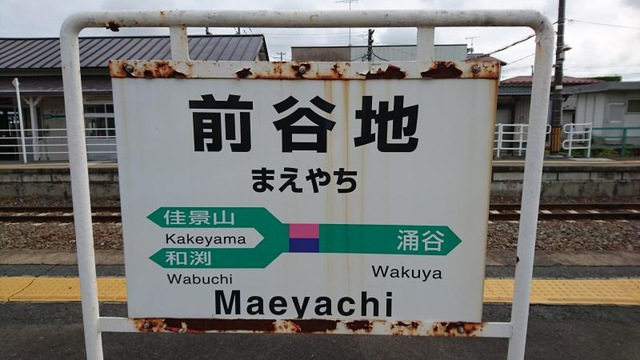 前谷地
まえやち
佳景山
Kakeyama
和渕
Wabuchi
涌谷
Wakuya
Maeyachi